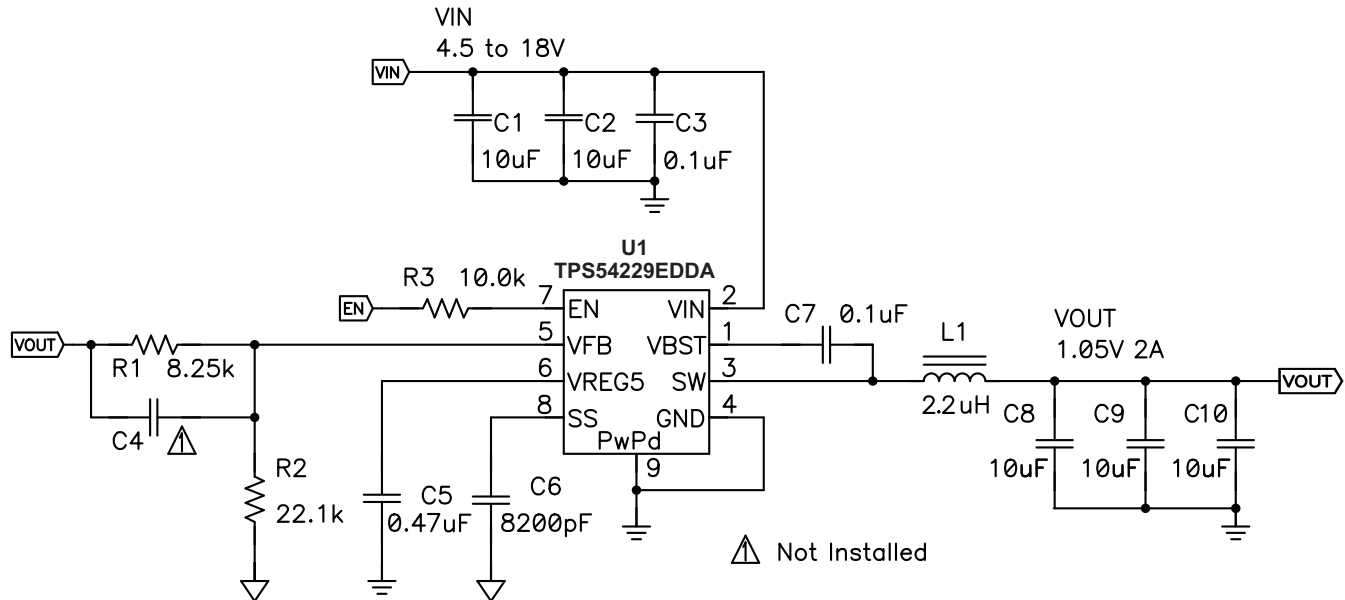 VIN
4.5 to 18V
VIN
C1
C2
C3
10uF
10uF
0.1uF
U1
TPS54229EDDA
R3 10.0k
EN
7
EN
VIN
2
C7 0.1uF
VOUT
R1 8.25k
5
VFB
VBST
1
L1
VOUT
1.05V 2A
6
VREG5
SW
3
2.2uH
VOUT
C4
1
8
SS
GND
4
C8
C9
C10
PwPd
9
10uF
10uF
10uF
R2
22.1k
C5
0.47uF
C6
8200pF
1 Not Installed